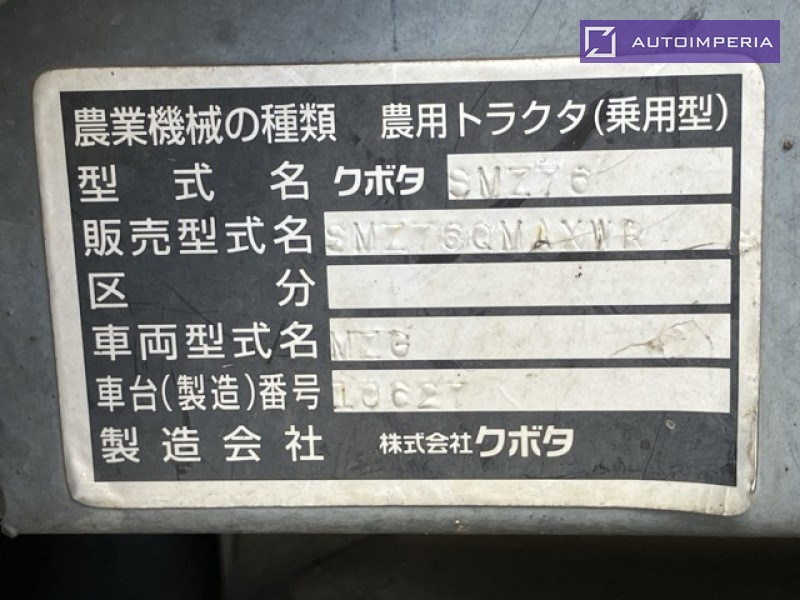 AUTOIMPERIA
農業機械の種類 農用トラクタ(乗用型)
型式名 クボタ SMZ76
販売型式名 SMZ76QMAXWR
区分
車両型式名 MZ6
車台(製造)番号 10627
製造会社 株式会社クボタ